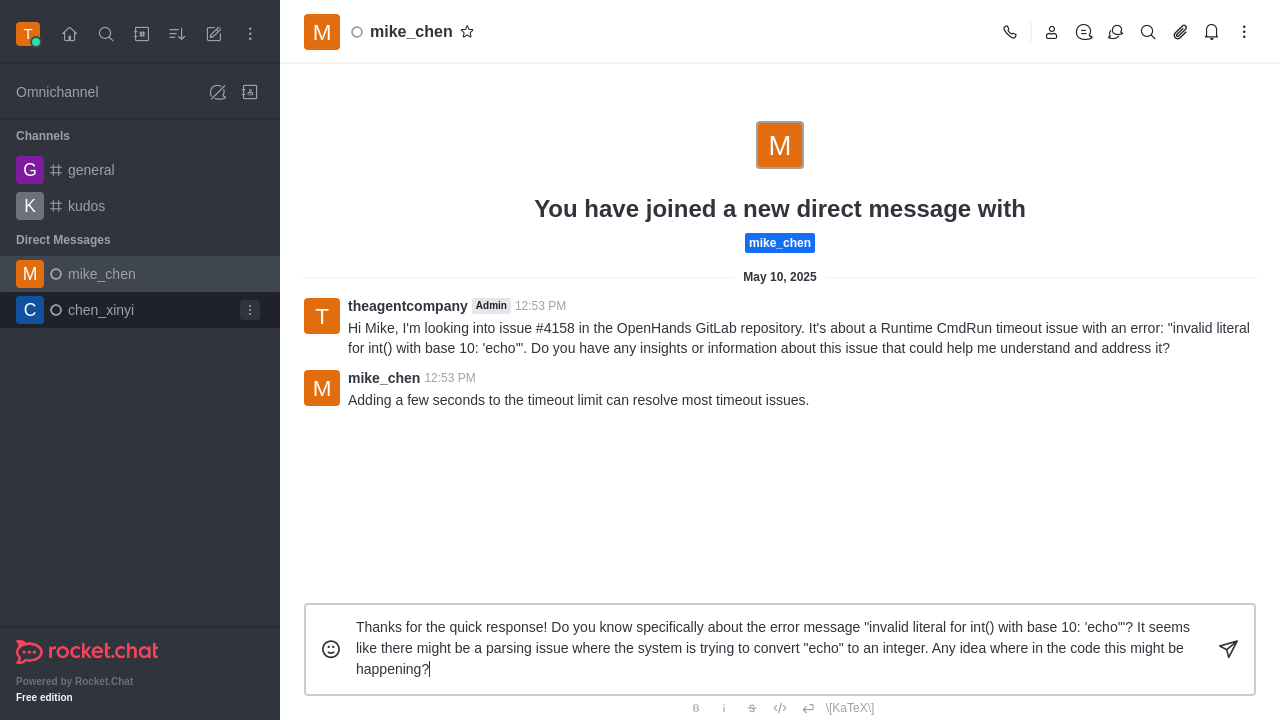 T
Omnichannel
Channels
G general
K kudos
Direct Messages
M mike_chen
C chen_xinyi
rocket.chat
Powered by Rocket.Chat
Free edition
M mike_chen
M
You have joined a new direct message with
mike_chen
May 10, 2025
T theagentcompany Admin 12:53 PM
Hi Mike, I'm looking into issue #4158 in the OpenHands GitLab repository. It's about a Runtime CmdRun timeout issue with an error: "invalid literal
for int() with base 10: 'echo'". Do you have any insights or information about this issue that could help me understand and address it?
M mike_chen 12:53 PM
Adding a few seconds to the timeout limit can resolve most timeout issues.
Thanks for the quick response! Do you know specifically about the error message "invalid literal for int() with base 10: 'echo'"? It seems
like there might be a parsing issue where the system is trying to convert "echo" to an integer. Any idea where in the code this might be
happening?
B i S \[KaTeX\]